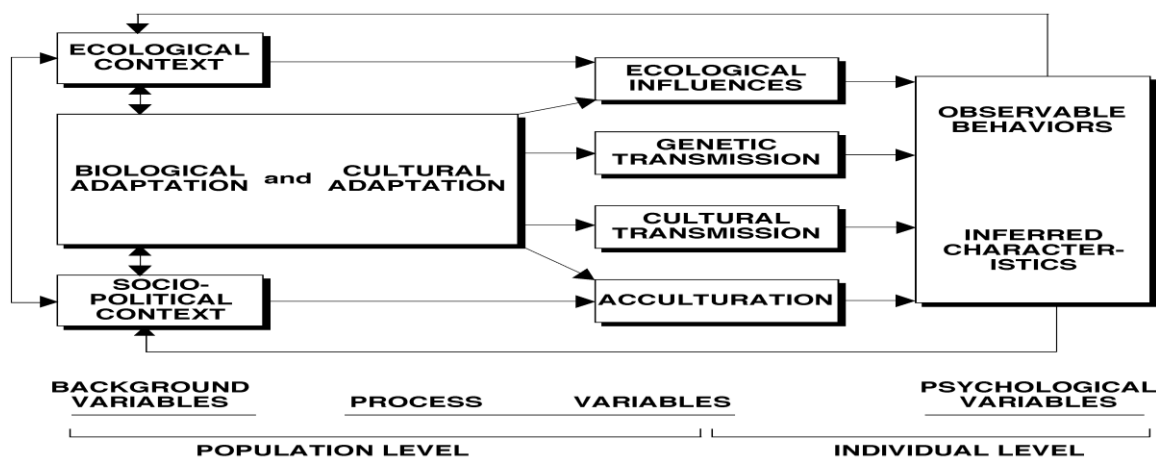 ECOLOGICAL
CONTEXT
ECOLOGICAL
INFLUENCES
OBSERVABLE
BEHAVIORS
BIOLOGICAL
ADAPTATION
and
CULTURAL
ADAPTATION
GENETIC
TRANSMISSION
CULTURAL
TRANSMISSION
INFERRED
CHARACTER-
ISTICS
SOCIO-
POLITICAL
CONTEXT
ACCULTURATION
BACKGROUND
VARIABLES
PROCESS VARIABLES
PSYCHOLOGICAL
VARIABLES
POPULATION LEVEL
INDIVIDUAL LEVEL